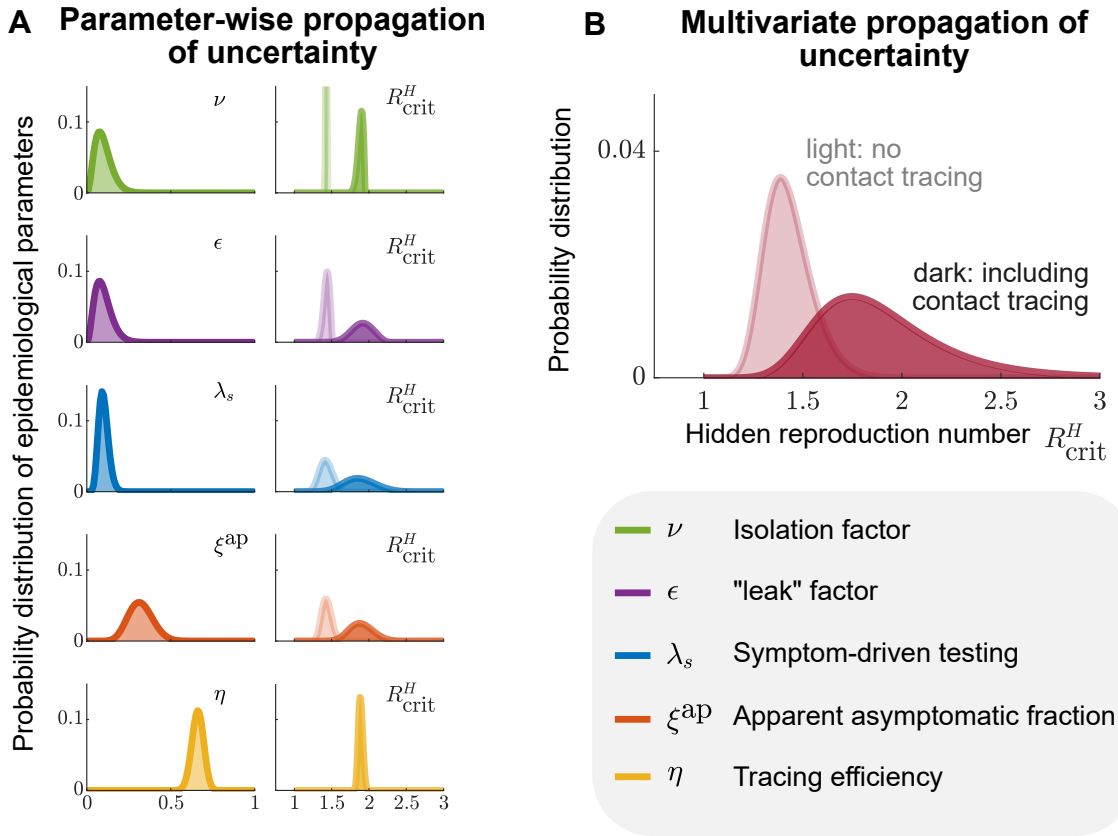 A
Parameter-wise propagation
of uncertainty
Probability distribution of epidemiological parameters
0.1
0
ν
R^H_crit
0.1
0
ϵ
R^H_crit
0.1
0
λ_s
R^H_crit
0.1
0
ξ^ap
R^H_crit
0.1
0
η
R^H_crit
0 0.5 1
1 1.5 2 2.5 3
B
Multivariate propagation of
uncertainty
Probability distribution
0.04
0
light: no
contact tracing
dark: including
contact tracing
1 1.5 2 2.5 3
Hidden reproduction number R^H_crit
ν Isolation factor
ϵ "leak" factor
λ_s Symptom-driven testing
ξ^ap Apparent asymptomatic fraction
η Tracing efficiency